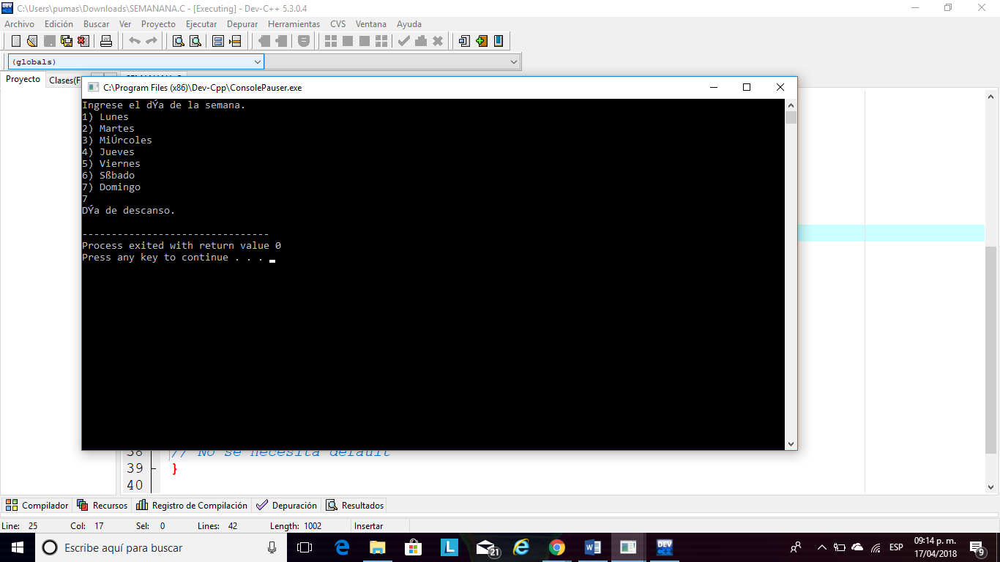 C:\Users\pumas\Downloads\SEMANANA.C - [Executing] - Dev-C++ 5.3.0.4
Archivo Edición Buscar Ver Proyecto Ejecutar Depurar Herramientas CVS Ventana Ayuda
(globals)
Proyecto Clases(F
C:\Program Files (x86)\Dev-Cpp\ConsolePauser.exe
Ingrese el dÝa de la semana.
1) Lunes
2) Martes
3) MiÚrcoles
4) Jueves
5) Viernes
6) Sßbado
7) Domingo
7
DÝa de descanso.
--------------------------------
Process exited with return value 0
Press any key to continue . . .
38 // No se necesita default
39 }
40
Compilador Recursos Registro de Compilación Depuración Resultados
Line: 25 Col: 17 Sel: 0 Lines: 42 Length: 1002 Insertar
Escribe aquí para buscar
L
21
W
DEV
ESP
09:14 p. m.
17/04/2018
9